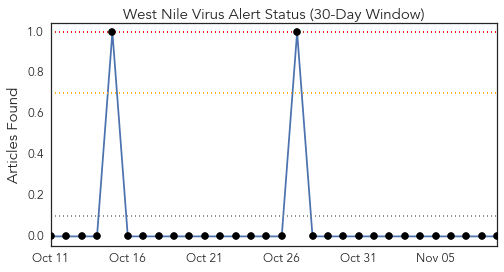 West Nile Virus Alert Status (30-Day Window)
Articles Found
1.0
0.8
0.6
0.4
0.2
0.0
Oct 11 Oct 16 Oct 21 Oct 26 Oct 31 Nov 05